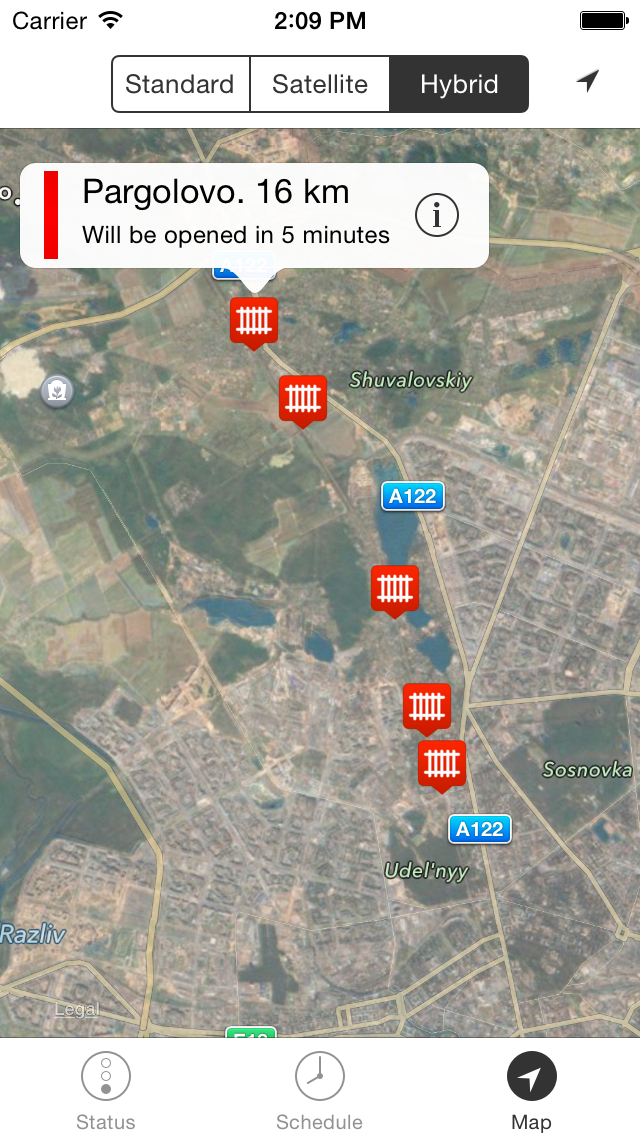 Carrier 2:09 PM
Standard Satellite Hybrid
Pargolovo. 16 km
Will be opened in 5 minutes
A122
Shuvalovskiy
A122
Sosnovka
A122
Udel'nyy
Razliv
Legal
Status Schedule Map